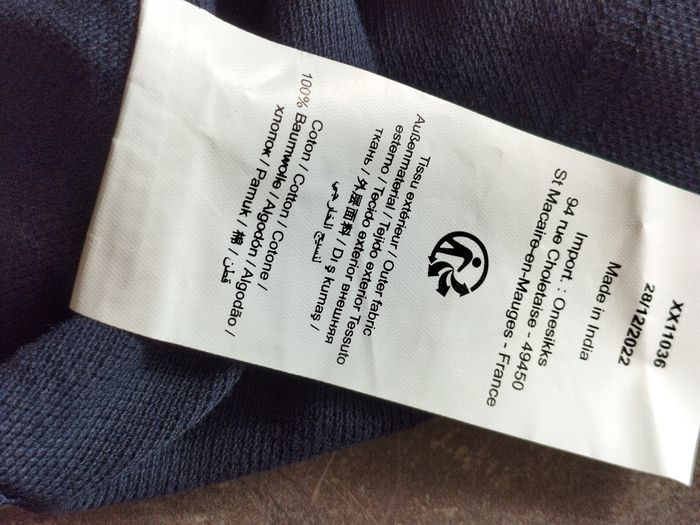 XX11036
28/12/2022
Made in India
Import. : Onesikks
94 rue Choletaise - 49450
St Macaire-en-Mauges - France
Tissu extérieur / Outer fabric
Außenmaterial / Tejido exterior
esterno / Tecido exterior внешняя Tessuto
ткань / 外层面料 / Dış kumaş /
النسيج الخارجي
Coton / Cotton / Cotone /
100% Baumwolle / Algodón / Algodão /
хлопок / Pamuk / 棉 / قطن /